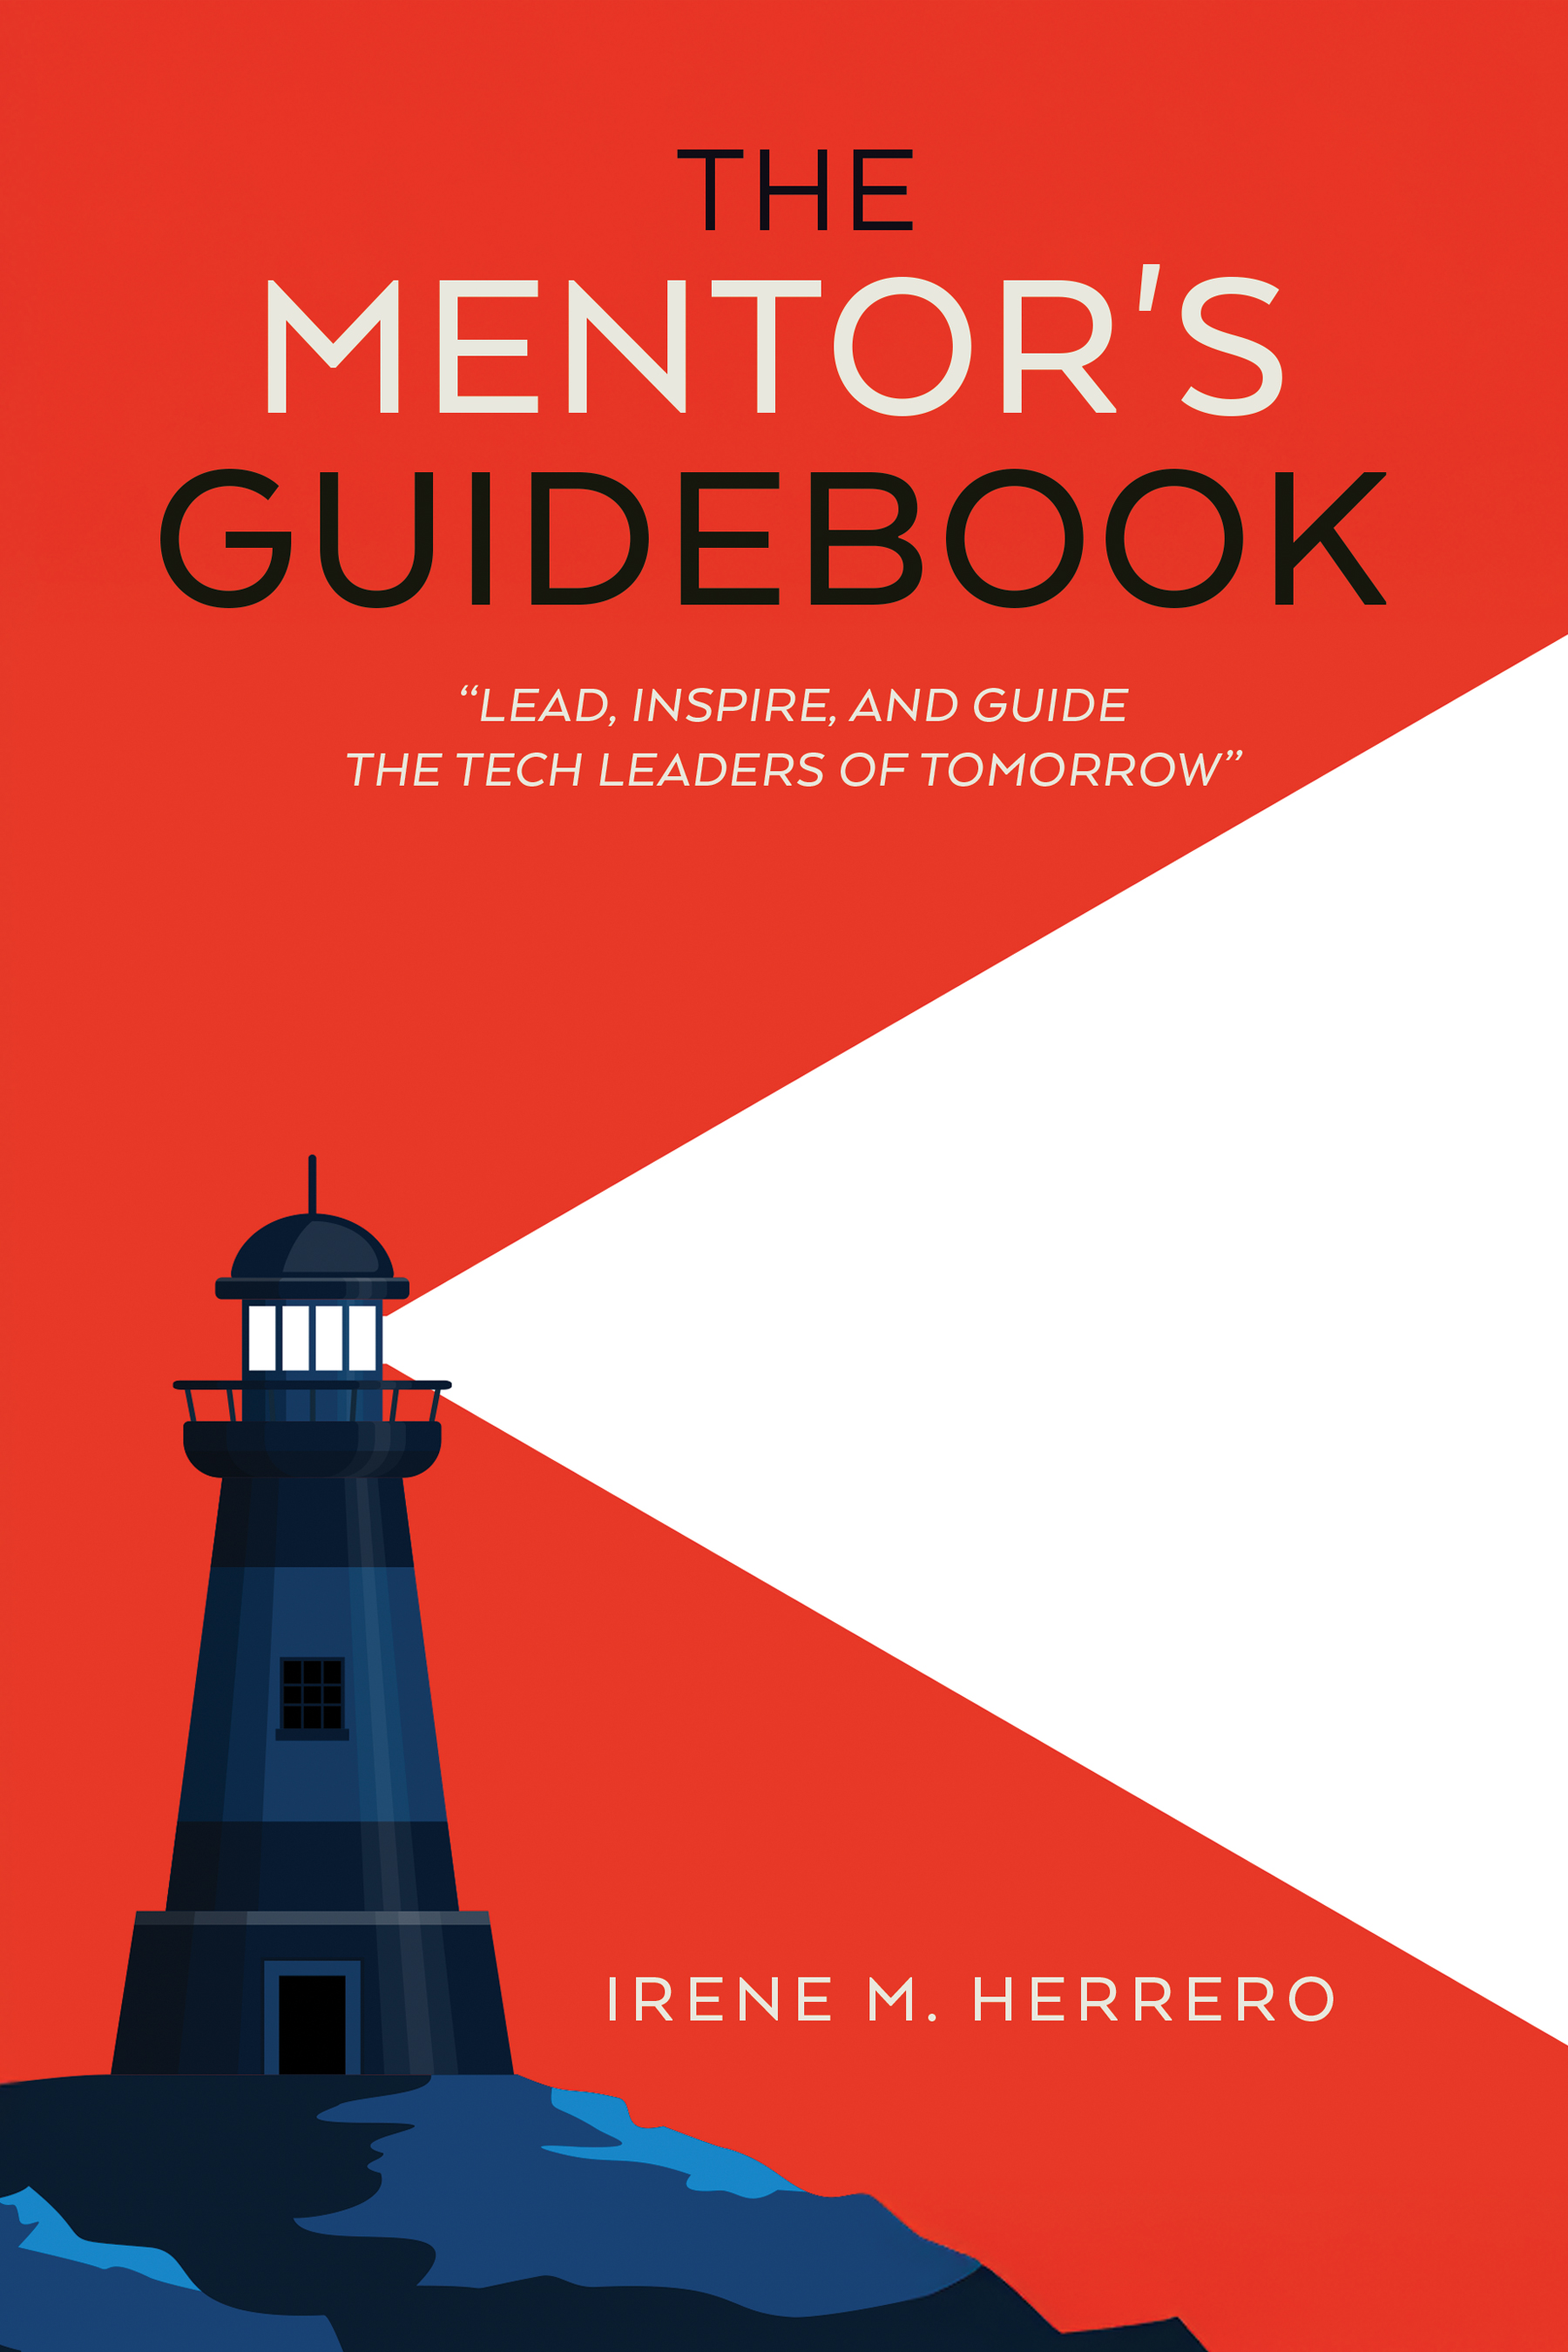 THE
MENTOR'S
GUIDEBOOK
“LEAD, INSPIRE, AND GUIDE
THE TECH LEADERS OF TOMORROW”
IRENE M. HERRERO